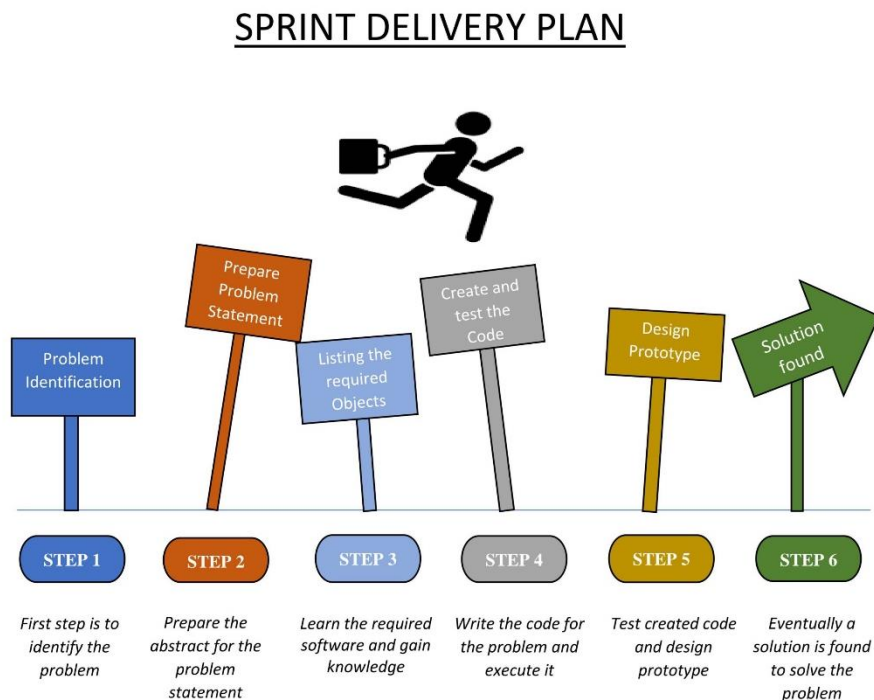 SPRINT DELIVERY PLAN
Problem
Identification
Prepare
Problem
Statement
Listing the
required
Objects
Create and
test the
Code
Design
Prototype
Solution
found
STEP 1
STEP 2
STEP 3
STEP 4
STEP 5
STEP 6
First step is to
identify the
problem
Prepare the
abstract for the
problem
statement
Learn the required
software and gain
knowledge
Write the code for
the problem and
execute it
Test created code
and design
prototype
Eventually a
solution is found
to solve the
problem